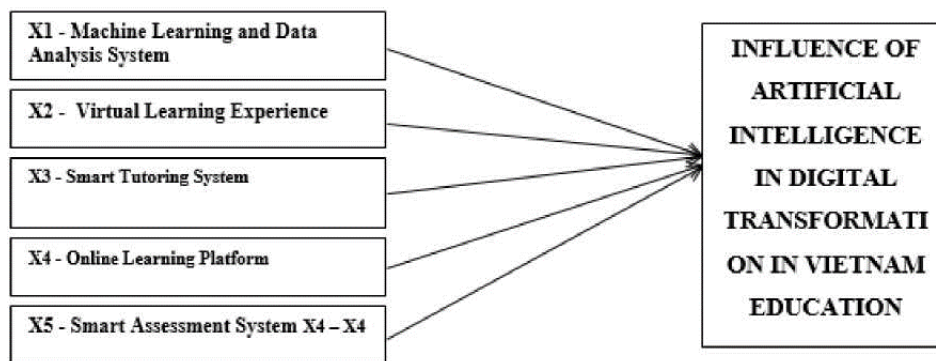 X1 - Machine Learning and Data
Analysis System
X2 - Virtual Learning Experience
X3 - Smart Tutoring System
X4 - Online Learning Platform
X5 - Smart Assessment System X4 – X4
INFLUENCE OF
ARTIFICIAL
INTELLIGENCE
IN DIGITAL
TRANSFORMATI
ON IN VIETNAM
EDUCATION